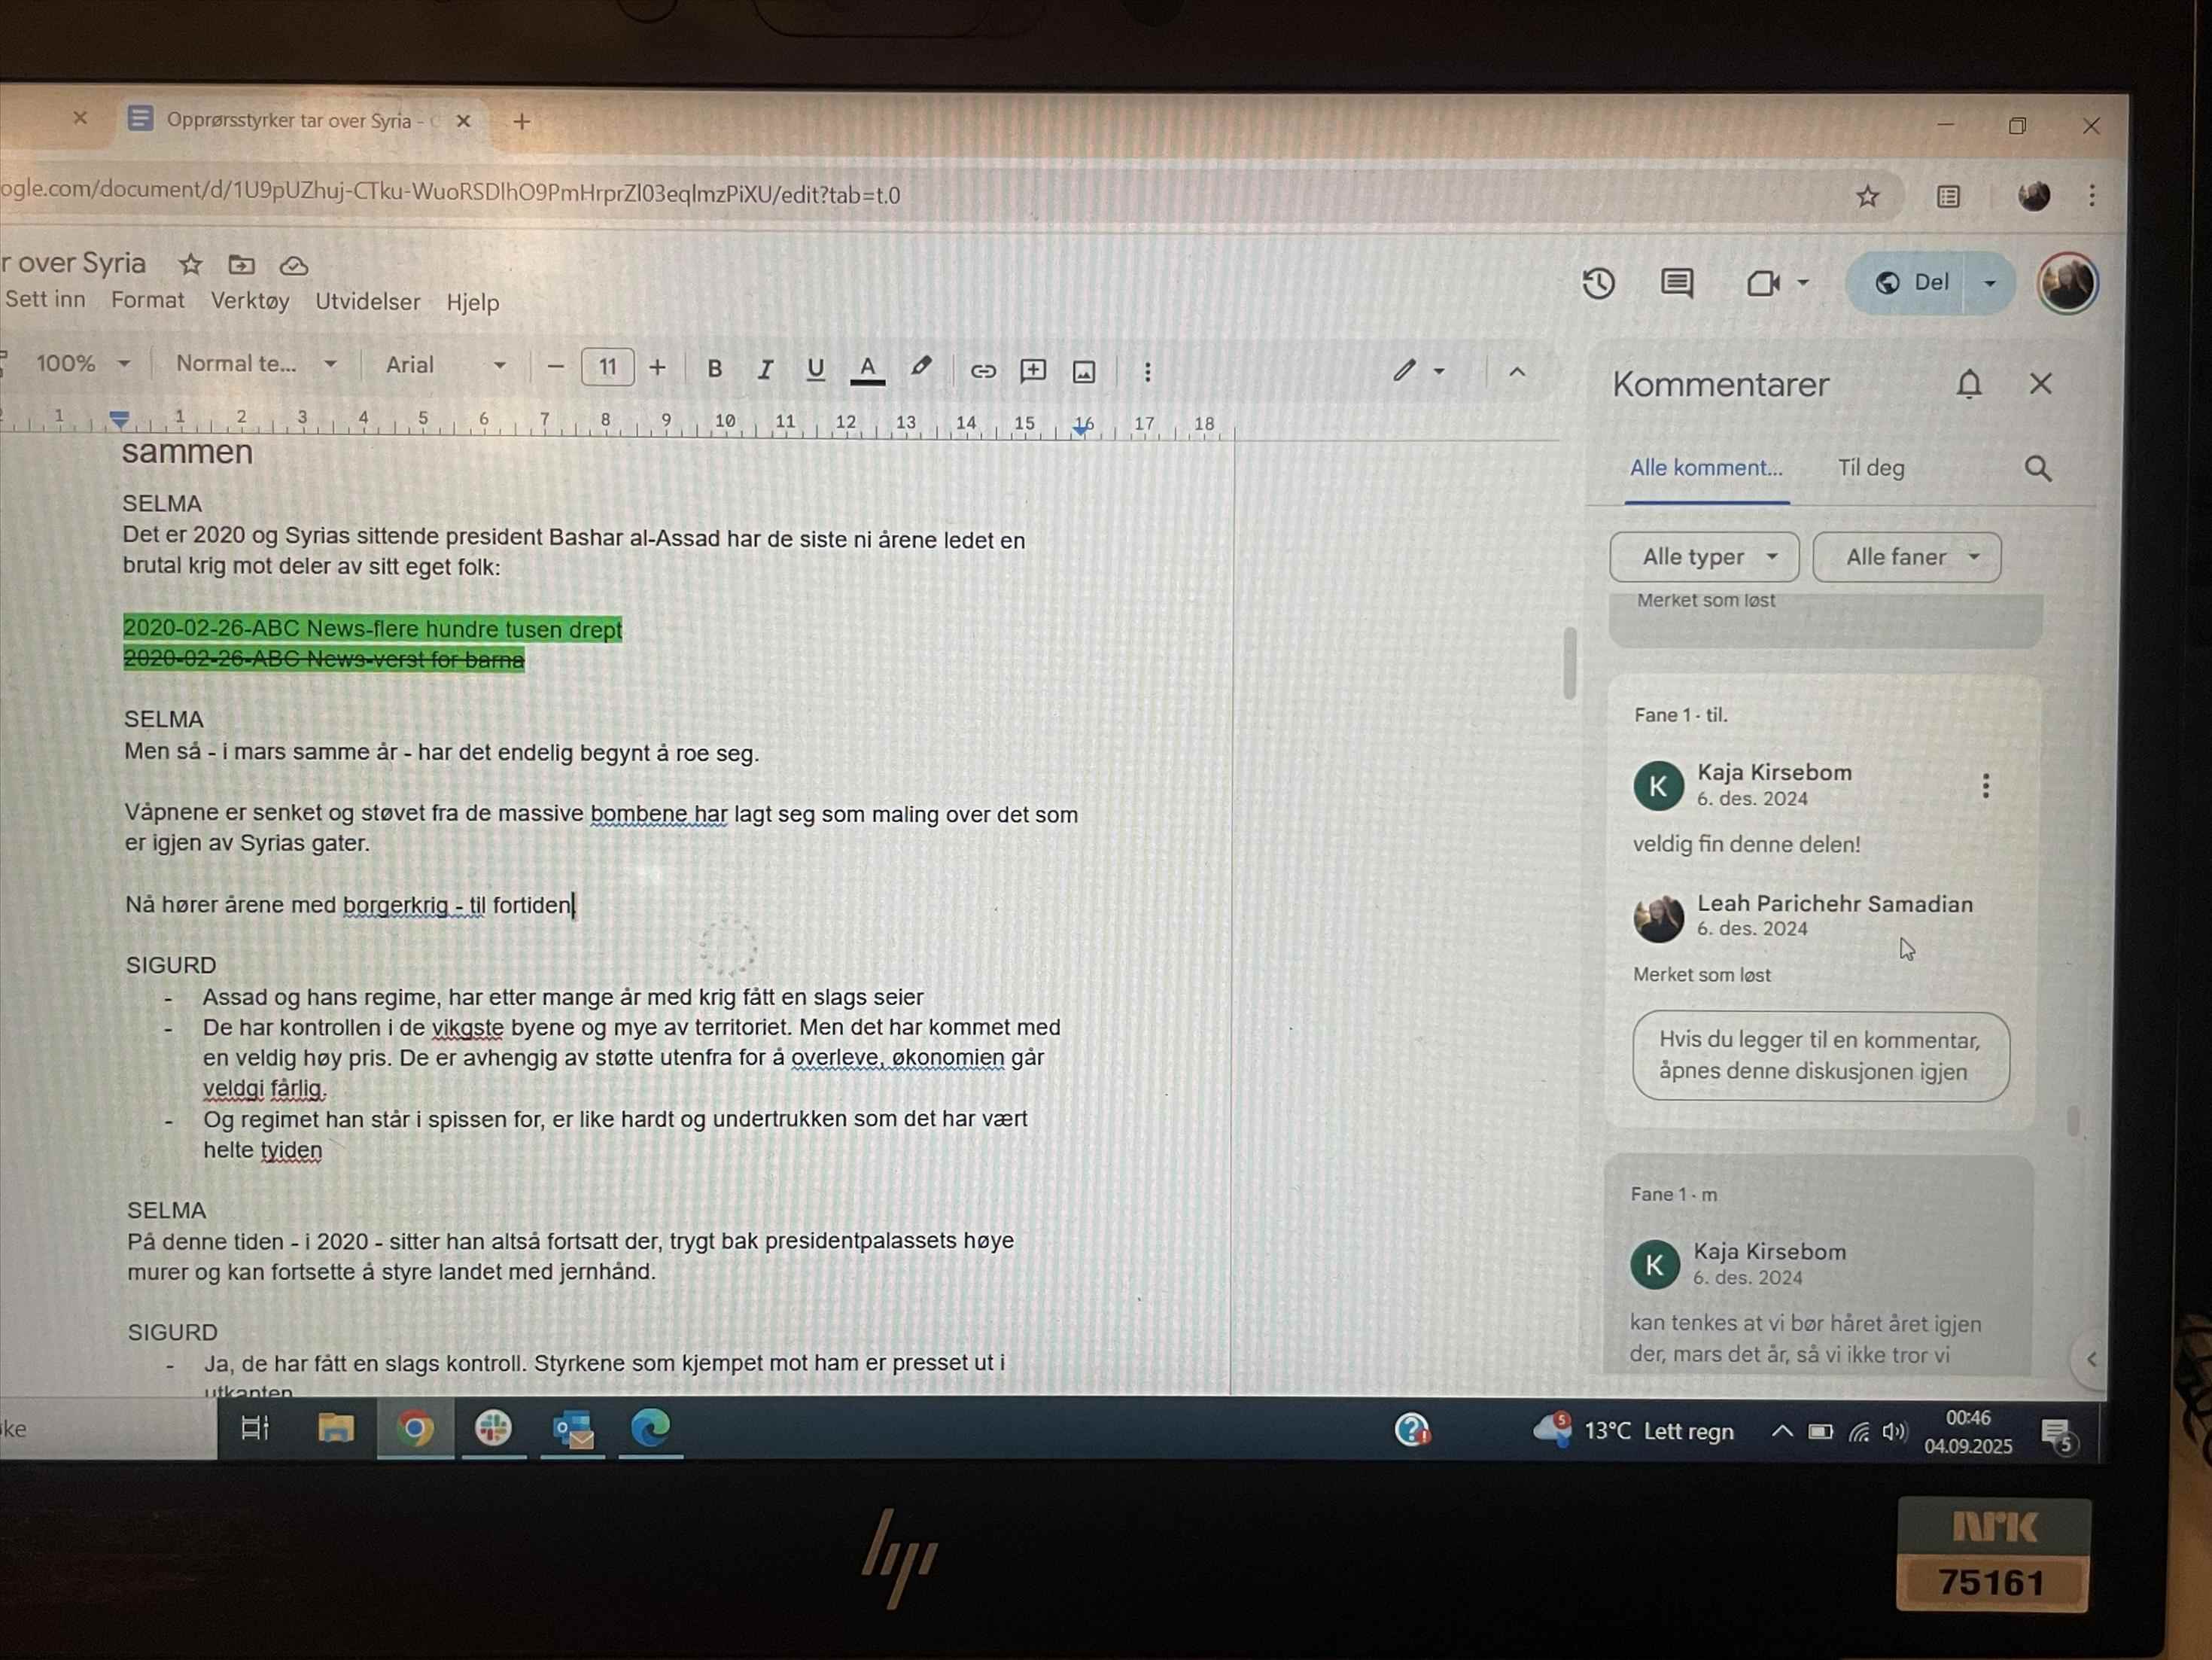 Opprørsstyrker tar over Syria -
ogle.com/document/d/1U9pUZhuj-CTku-WuoRSDlhO9PmHrprZl03eqlmzPiXU/edit?tab=t.0
r over Syria
Sett inn Format Verktøy Utvidelser Hjelp
Del
100% Normal te... Arial 11 B I U A
1 1 2 3 4 5 6 7 8 9 10 11 12 13 14 15 16 17 18
sammen
SELMA
Det er 2020 og Syrias sittende president Bashar al-Assad har de siste ni årene ledet en
brutal krig mot deler av sitt eget folk:
2020-02-26-ABC News-flere hundre tusen drept
2020-02-26-ABC News-verst for barna
SELMA
Men så - i mars samme år - har det endelig begynt å roe seg.
Våpnene er senket og støvet fra de massive bombene har lagt seg som maling over det som
er igjen av Syrias gater.
Nå hører årene med borgerkrig - til fortiden
SIGURD
- Assad og hans regime, har etter mange år med krig fått en slags seier
- De har kontrollen i de vikgste byene og mye av territoriet. Men det har kommet med
en veldig høy pris. De er avhengig av støtte utenfra for å overleve, økonomien går
veldgi fårlig.
- Og regimet han står i spissen for, er like hardt og undertrukken som det har vært
helte tyiden
SELMA
På denne tiden - i 2020 - sitter han altså fortsatt der, trygt bak presidentpalassets høye
murer og kan fortsette å styre landet med jernhånd.
SIGURD
- Ja, de har fått en slags kontroll. Styrkene som kjempet mot ham er presset ut i
utkanten
Kommentarer
Alle komment... Til deg
Alle typer Alle faner
Merket som løst
Fane 1 · til.
K Kaja Kirsebom
6. des. 2024
veldig fin denne delen!
Leah Parichehr Samadian
6. des. 2024
Merket som løst
Hvis du legger til en kommentar,
åpnes denne diskusjonen igjen
Fane 1 · m
K Kaja Kirsebom
6. des. 2024
kan tenkes at vi bør håret året igjen
der, mars det år, så vi ikke tror vi
ke
5 13°C Lett regn
00:46
04.09.2025
5
hp
NRK
75161